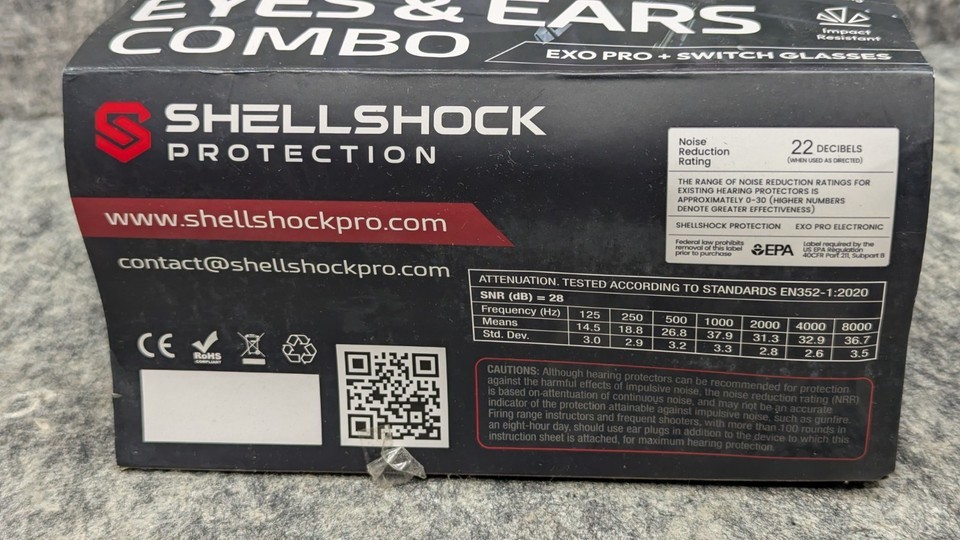 EYES & EARS
COMBO
Impact
Resistant
EXO PRO + SWITCH GLASSES
SHELLSHOCK
PROTECTION
www.shellshockpro.com
contact@shellshockpro.com
Noise
Reduction
Rating
22 DECIBELS
(WHEN USED AS DIRECTED)
THE RANGE OF NOISE REDUCTION RATINGS FOR
EXISTING HEARING PROTECTORS IS
APPROXIMATELY 0-30 (HIGHER NUMBERS
DENOTE GREATER EFFECTIVENESS)
SHELLSHOCK PROTECTION EXO PRO ELECTRONIC
Federal law prohibits
removal of this label
prior to purchase
EPA
Label required by the
US EPA Regulation
40CFR Part 211, Subpart B
ATTENUATION. TESTED ACCORDING TO STANDARDS EN352-1:2020
SNR (dB) = 28
Frequency (Hz) 125 250 500 1000 2000 4000 8000
Means 14.5 18.8 26.8 37.9 31.3 32.9 36.7
Std. Dev. 3.0 2.9 3.2 3.3 2.8 2.6 3.5
CE
RoHS
COMPLIANT
CAUTIONS: Although hearing protectors can be recommended for protection
against the harmful effects of impulsive noise, the noise reduction rating (NRR)
is based on attenuation of continuous noise, and may not be an accurate
indicator of the protection attainable against impulsive noise, such as gunfire.
Firing range instructors and frequent shooters, with more than 100 rounds in
an eight-hour day, should use ear plugs in addition to the device to which this
instruction sheet is attached, for maximum hearing protection.